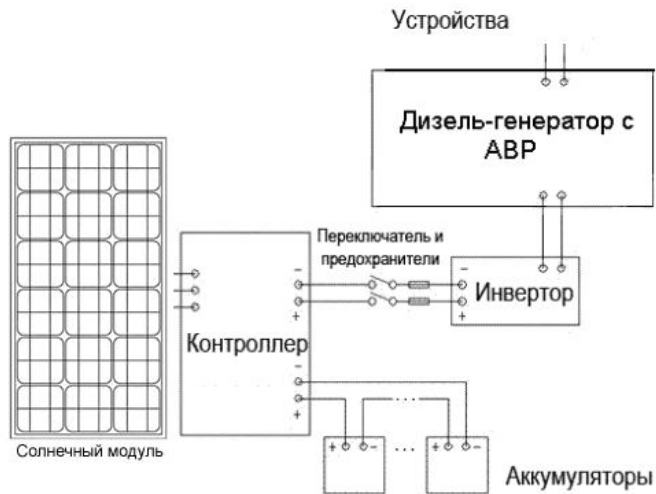 Устройства
Дизель-генератор с
АВР
Переключатель и
предохранители
−
−
Инвертор
+
+
Контроллер
−
+
...
+
−
...
+
−
Солнечный модуль
Аккумуляторы